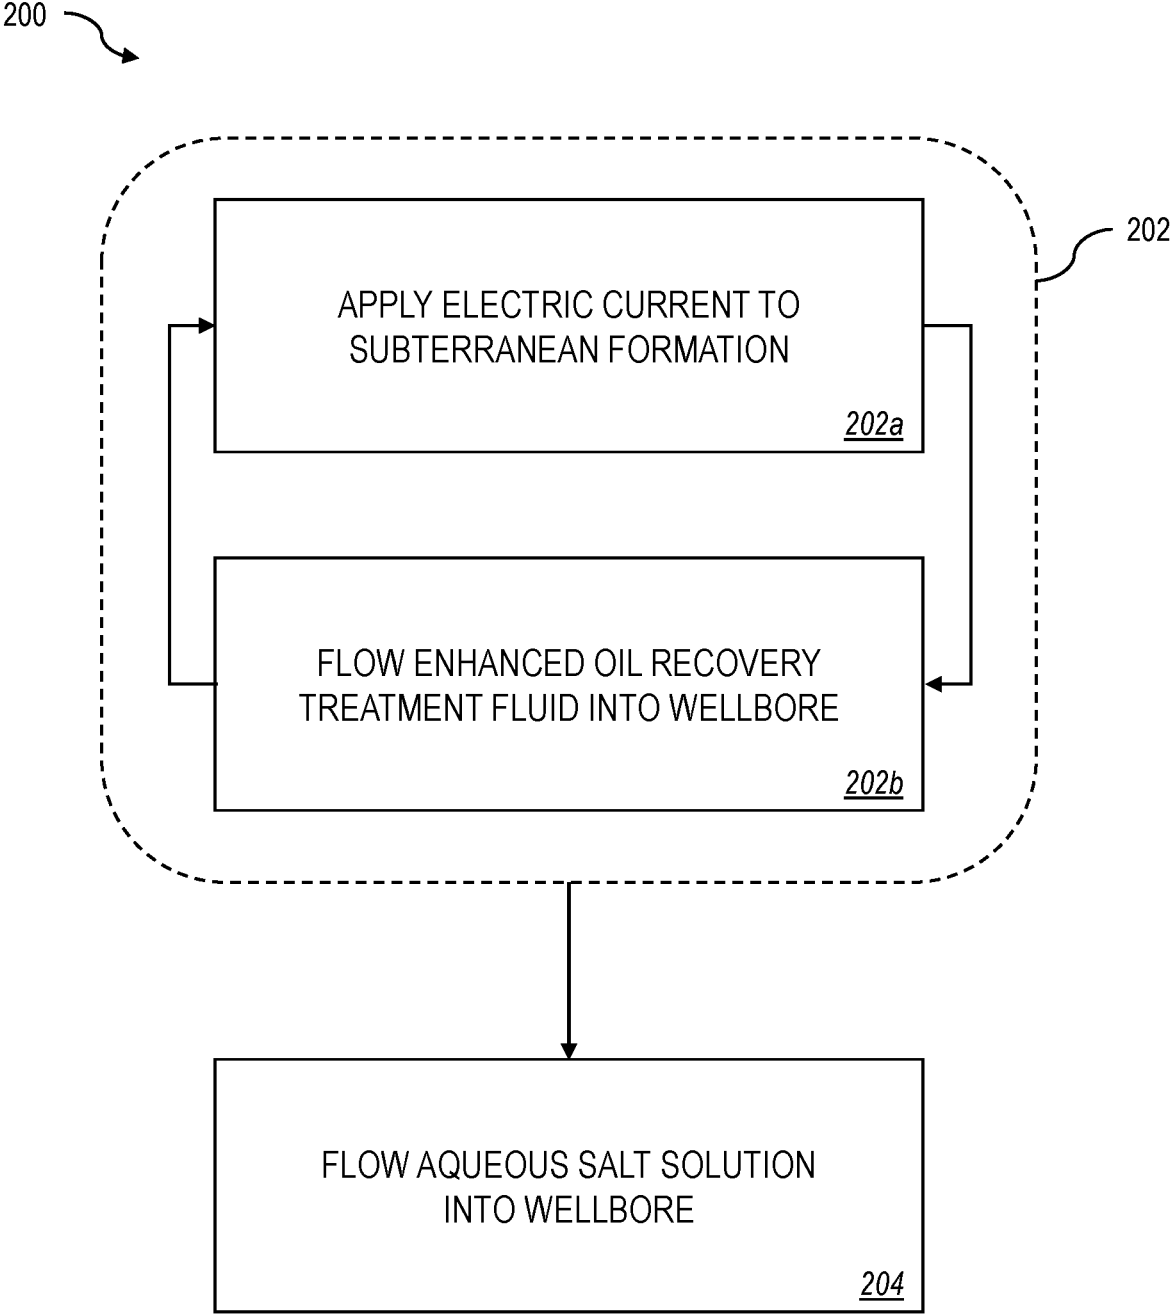 200
202
APPLY ELECTRIC CURRENT TO
SUBTERRANEAN FORMATION
202a
FLOW ENHANCED OIL RECOVERY
TREATMENT FLUID INTO WELLBORE
202b
FLOW AQUEOUS SALT SOLUTION
INTO WELLBORE
204